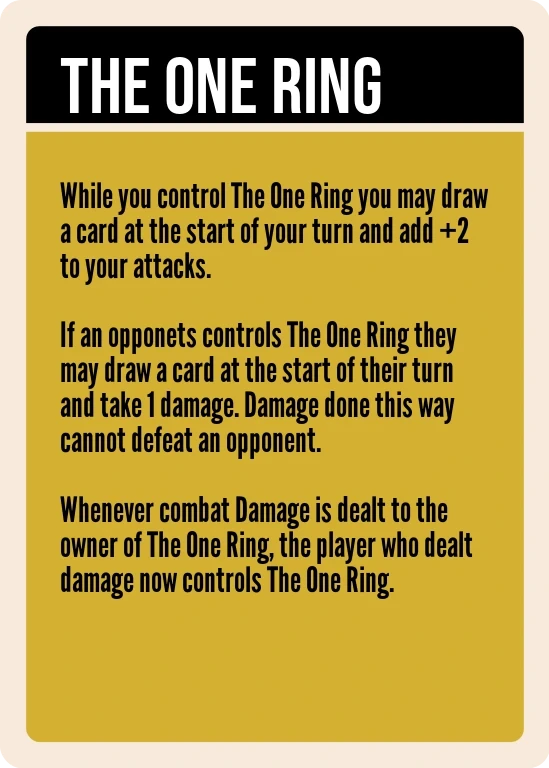 THE ONE RING
While you control The One Ring you may draw
a card at the start of your turn and add +2
to your attacks.
If an opponets controls The One Ring they
may draw a card at the start of their turn
and take 1 damage. Damage done this way
cannot defeat an opponent.
Whenever combat Damage is dealt to the
owner of The One Ring, the player who dealt
damage now controls The One Ring.